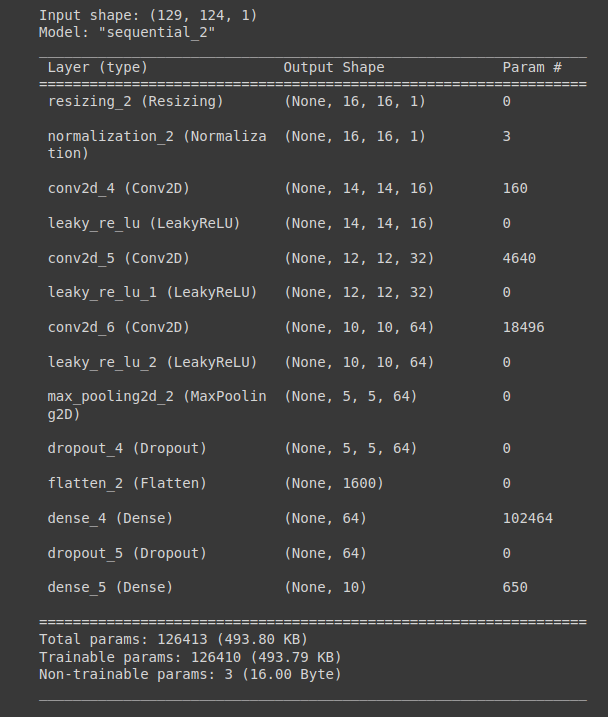 Input shape: (129, 124, 1)
Model: "sequential_2"
_________________________________________________________________
Layer (type) Output Shape Param #
=================================================================
resizing_2 (Resizing) (None, 16, 16, 1) 0
normalization_2 (Normaliza (None, 16, 16, 1) 3
tion)
conv2d_4 (Conv2D) (None, 14, 14, 16) 160
leaky_re_lu (LeakyReLU) (None, 14, 14, 16) 0
conv2d_5 (Conv2D) (None, 12, 12, 32) 4640
leaky_re_lu_1 (LeakyReLU) (None, 12, 12, 32) 0
conv2d_6 (Conv2D) (None, 10, 10, 64) 18496
leaky_re_lu_2 (LeakyReLU) (None, 10, 10, 64) 0
max_pooling2d_2 (MaxPoolin (None, 5, 5, 64) 0
g2D)
dropout_4 (Dropout) (None, 5, 5, 64) 0
flatten_2 (Flatten) (None, 1600) 0
dense_4 (Dense) (None, 64) 102464
dropout_5 (Dropout) (None, 64) 0
dense_5 (Dense) (None, 10) 650
=================================================================
Total params: 126413 (493.80 KB)
Trainable params: 126410 (493.79 KB)
Non-trainable params: 3 (16.00 Byte)
_________________________________________________________________